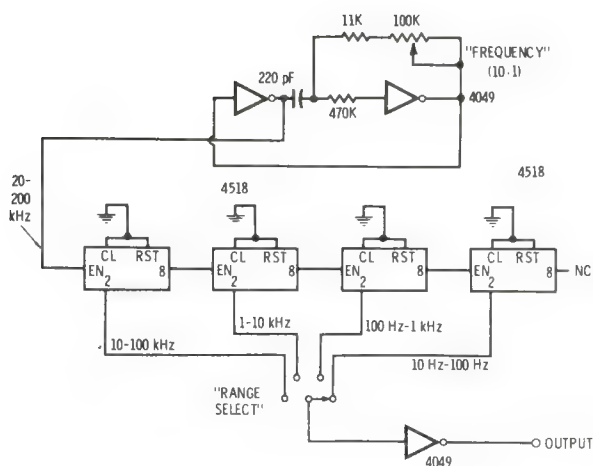 11K
100K
"FREQUENCY"
(10·1)
220 pF
470K
4049
20-
200
kHz
4518
4518
CL RST
EN 2 8
CL RST
EN 2 8
CL RST
EN 2 8
CL RST
EN 2 8
NC
1-10 kHz
100 Hz-1 kHz
10-100 kHz
10 Hz-100 Hz
"RANGE
SELECT"
OUTPUT
4049